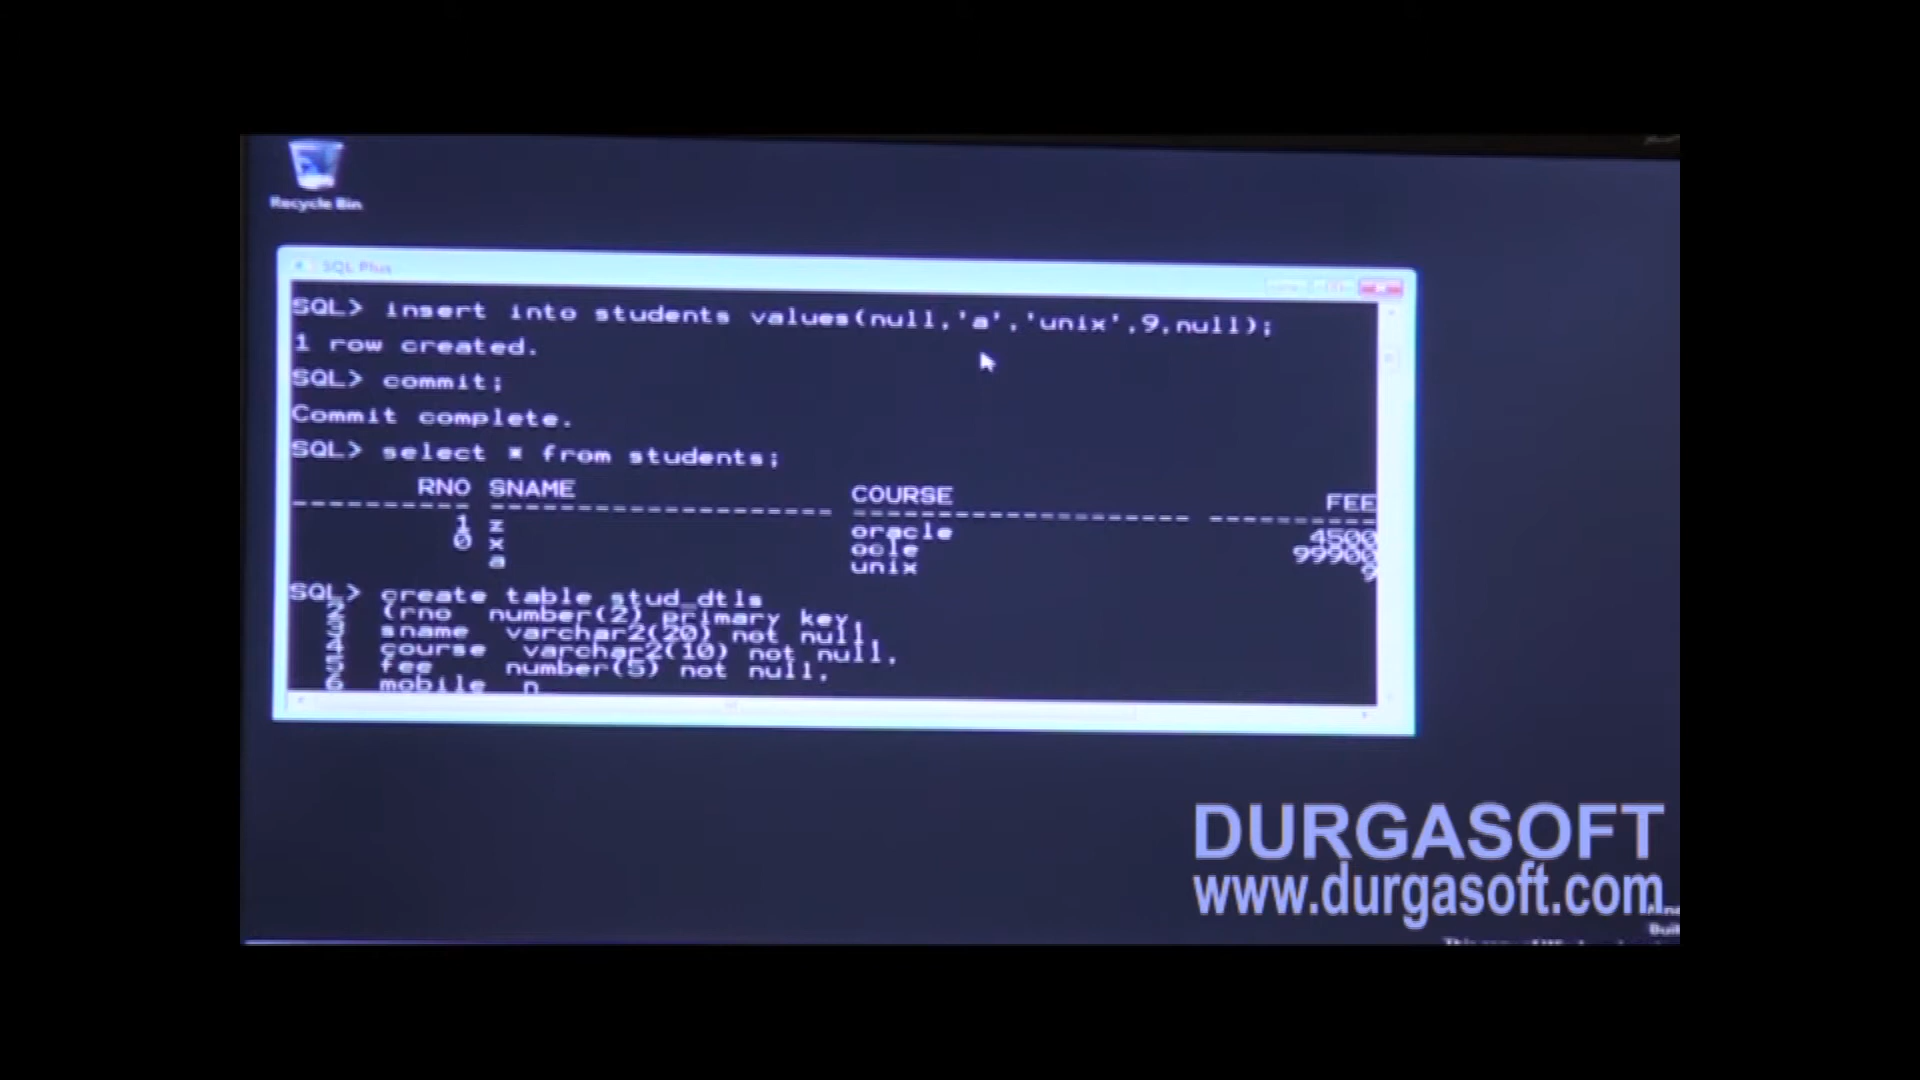 Recycle Bin
SQL Plus
SQL> insert into students values(null,'a','unix',9,null);
1 row created.
SQL> commit;
Commit complete.
SQL> select * from students;
RNO SNAME COURSE FEE
---------- -------------------- -------------------- ----------
1 z oracle 4500
0 x ocle 99900
a unix 9
SQL> create table stud_dtls
2 (rno number(2) primary key,
3 sname varchar2(20) not null,
4 course varchar2(10) not null,
5 fee number(5) not null,
6 mobile n
DURGASOFT
www.durgasoft.com